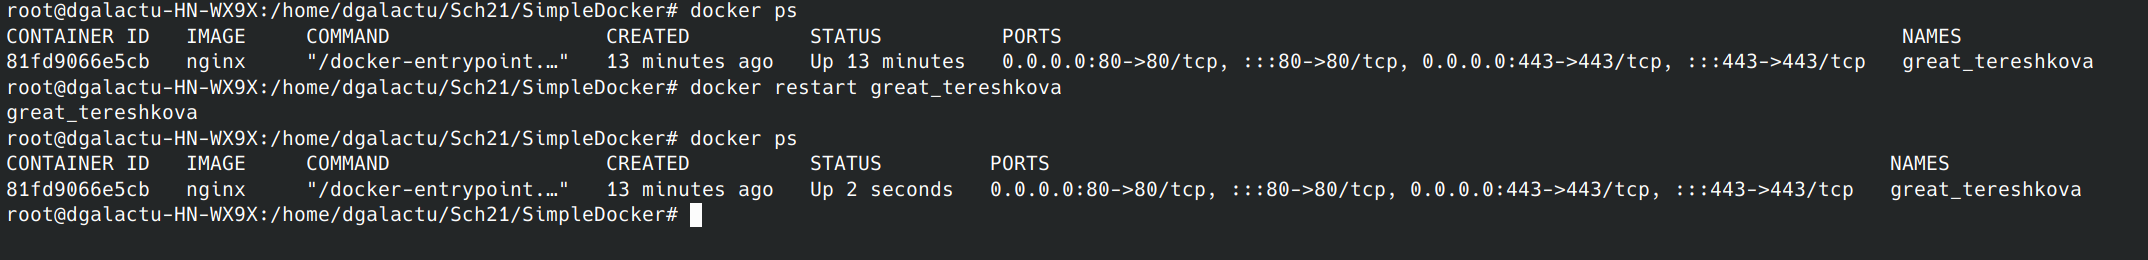 root@dgalactu-HN-WX9X:/home/dgalactu/Sch21/SimpleDocker# docker ps
CONTAINER ID   IMAGE     COMMAND                  CREATED          STATUS          PORTS                                                                      NAMES
81fd9066e5cb   nginx     "/docker-entrypoint.…"   13 minutes ago   Up 13 minutes   0.0.0.0:80->80/tcp, :::80->80/tcp, 0.0.0.0:443->443/tcp, :::443->443/tcp   great_tereshkova
root@dgalactu-HN-WX9X:/home/dgalactu/Sch21/SimpleDocker# docker restart great_tereshkova
great_tereshkova
root@dgalactu-HN-WX9X:/home/dgalactu/Sch21/SimpleDocker# docker ps
CONTAINER ID   IMAGE     COMMAND                  CREATED          STATUS         PORTS                                                                      NAMES
81fd9066e5cb   nginx     "/docker-entrypoint.…"   13 minutes ago   Up 2 seconds   0.0.0.0:80->80/tcp, :::80->80/tcp, 0.0.0.0:443->443/tcp, :::443->443/tcp   great_tereshkova
root@dgalactu-HN-WX9X:/home/dgalactu/Sch21/SimpleDocker#